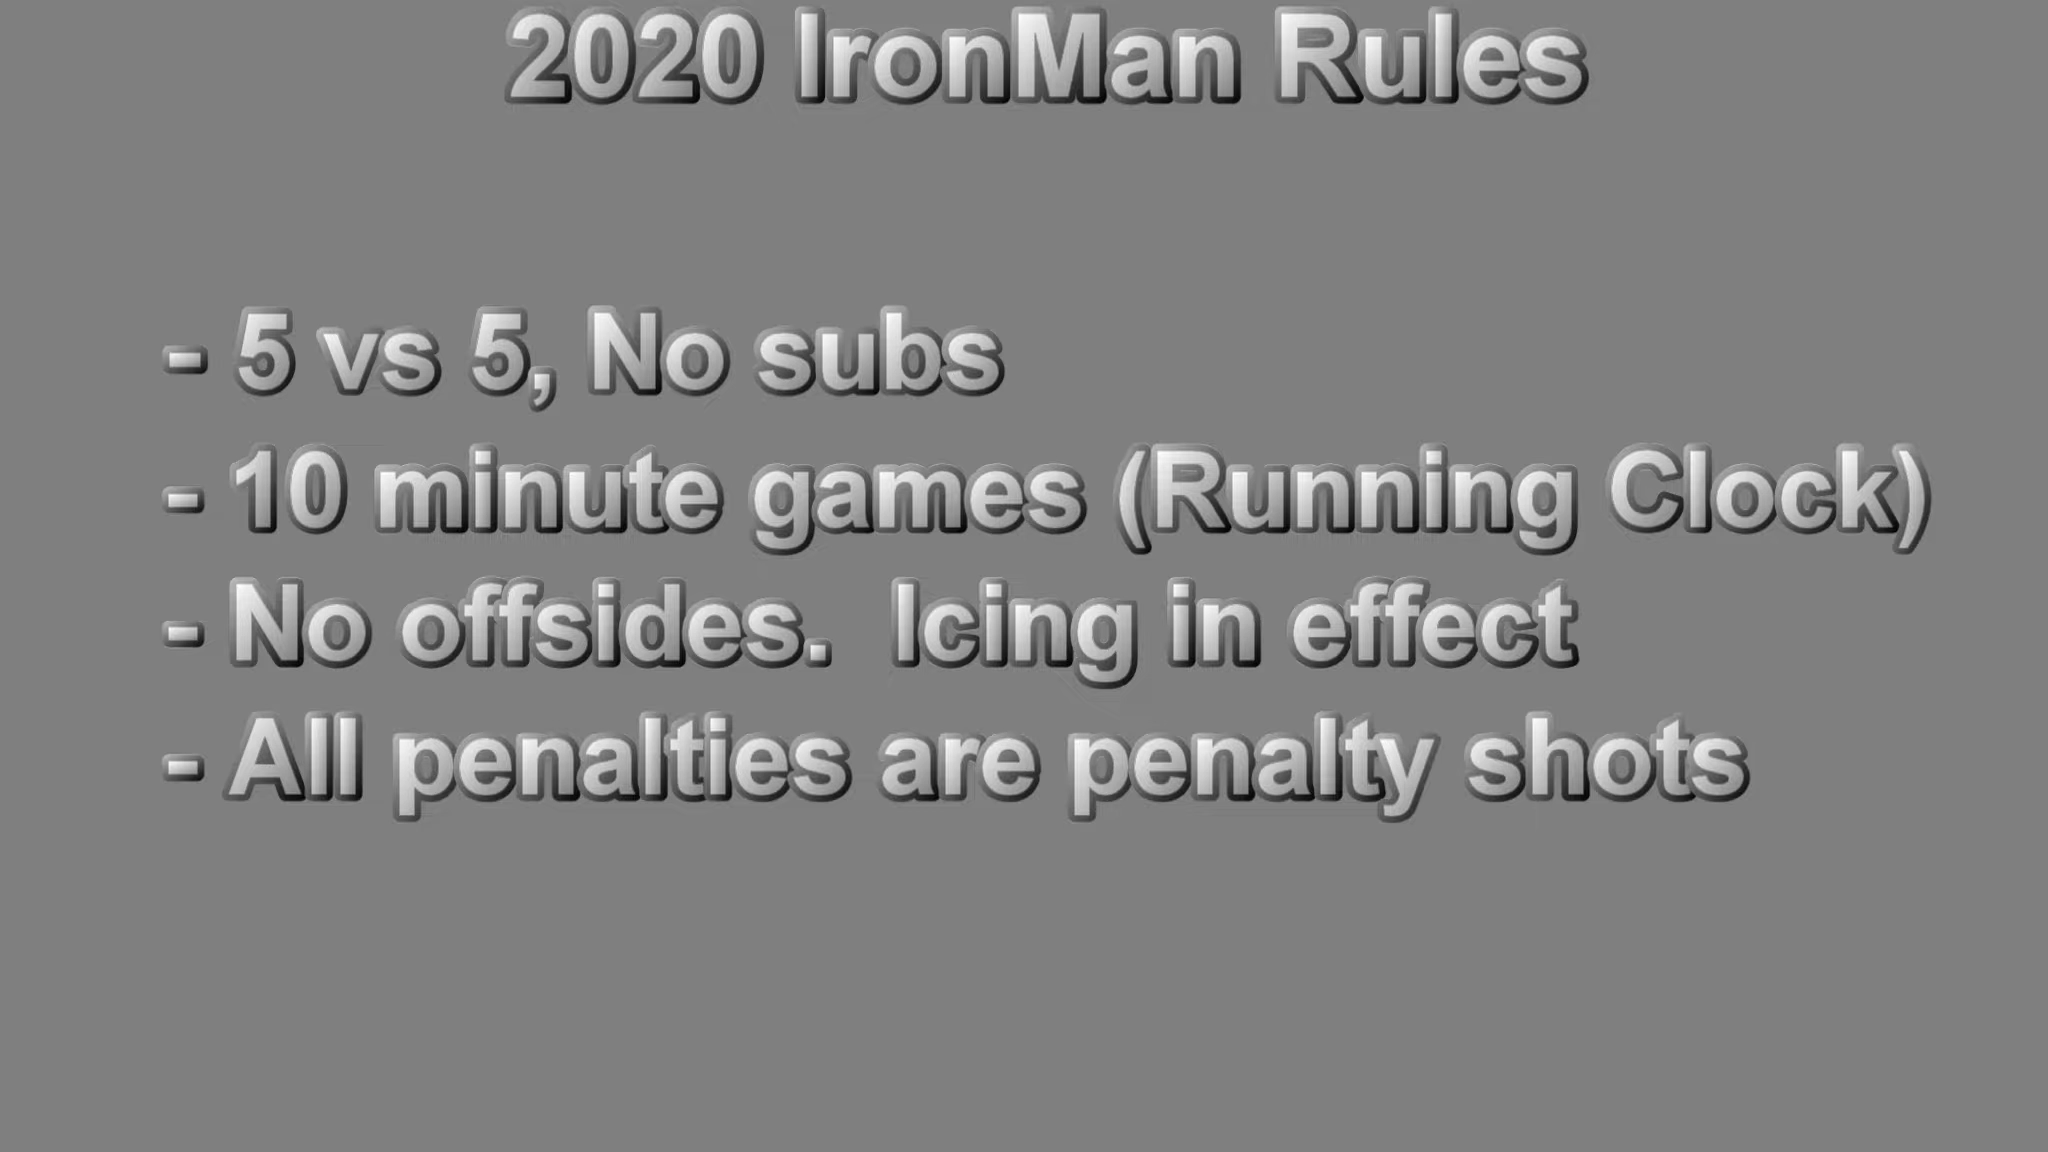 2020 IronMan Rules
- 5 vs 5, No subs
- 10 minute games (Running Clock)
- No offsides.  Icing in effect
- All penalties are penalty shots